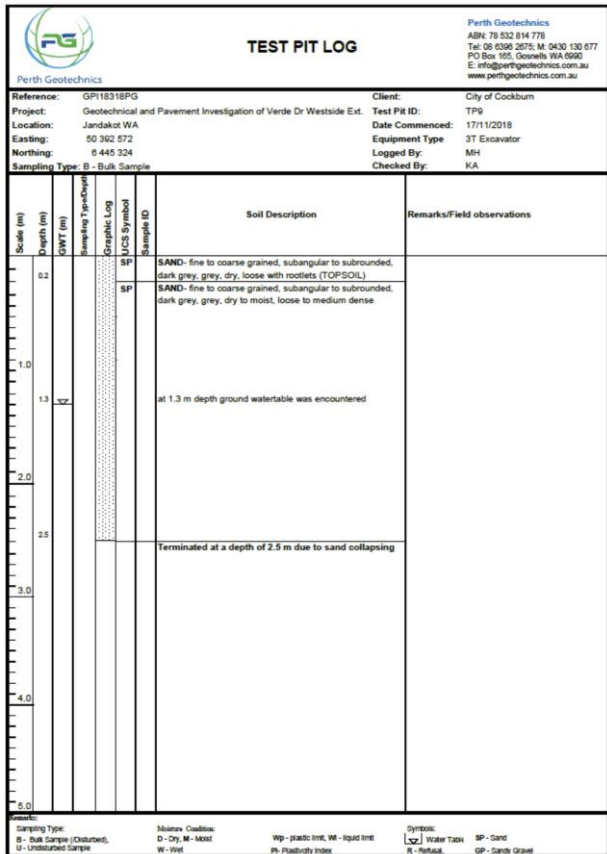 PG
Perth Geotechnics
TEST PIT LOG
Perth Geotechnics
ABN: 78 532 814 778
Tel: 08 6396 2675; M: 0430 130 677
PO Box 165, Gosnells WA 6990
E: info@perthgeotechnics.com.au
www.perthgeotechnics.com.au
Reference: GPI18318PG Client: City of Cockburn
Project: Geotechnical and Pavement Investigation of Verde Dr Westside Ext. Test Pit ID: TP9
Location: Jandakot WA Date Commenced: 17/11/2018
Easting: 50 392 572 Equipment Type 3T Excavator
Northing: 6 445 324 Logged By: MH
Sampling Type: B - Bulk Sample Checked By: KA
Scale (m) Depth (m) GWT (m) Sampling Type/Depth Graphic Log UCS Symbol Sample ID Soil Description Remarks/Field observations
SP SAND- fine to coarse grained, subangular to subrounded,
0.2 dark grey, grey, dry, loose with rootlets (TOPSOIL)
SP SAND- fine to coarse grained, subangular to subrounded,
dark grey, grey, dry to moist, loose to medium dense
1.0
1.3 at 1.3 m depth ground watertable was encountered
2.0
2.5
Terminated at a depth of 2.5 m due to sand collapsing
3.0
4.0
5.0
Remarks:
Sampling Type: Moisture Condition: Symbols:
B - Bulk Sample (/Disturbed), D - Dry, M - Moist Wp - plastic limit, Wl - liquid limit Water Table SP - Sand
U - Undisturbed Sample W - Wet PI- Plastivity Index R - Refusal, GP - Sandy Gravel